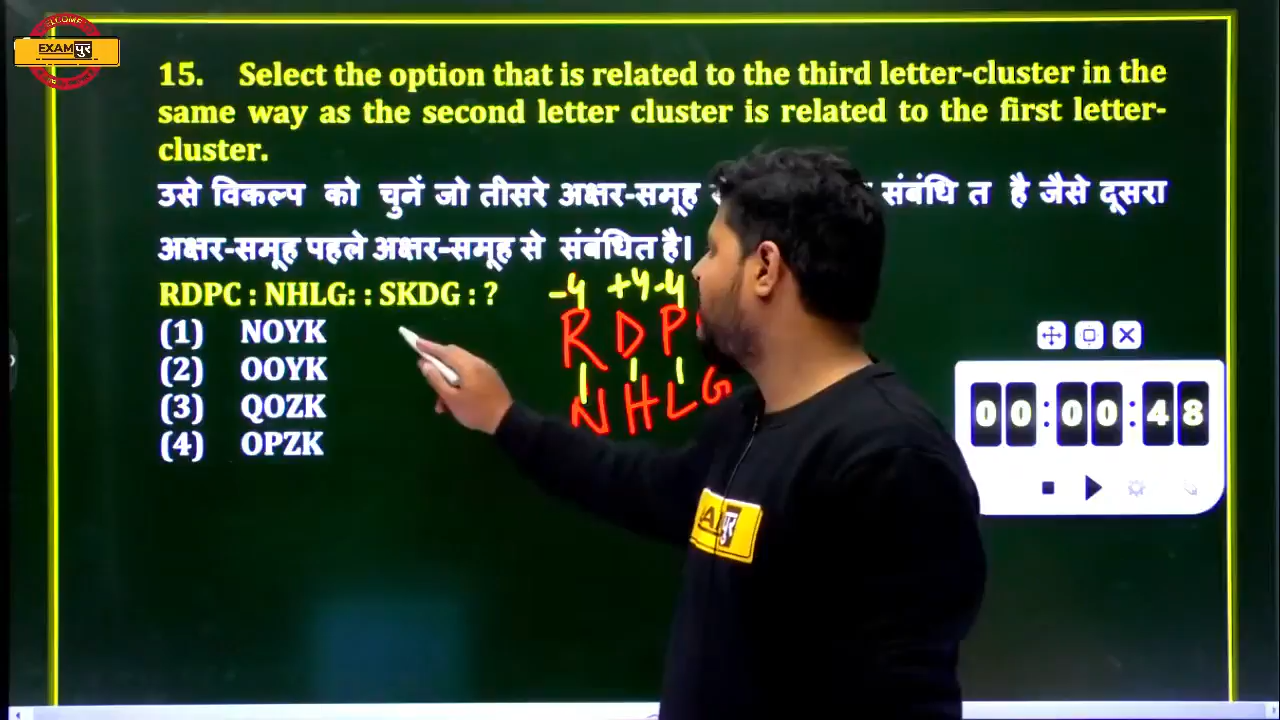 WELCOME
EXAMपुर
15. Select the option that is related to the third letter-cluster in the
same way as the second letter cluster is related to the first letter-
cluster.
उसे विकल्प को चुनें जो तीसरे अक्षर-समूह संबंधि त है जैसे दूसरा
अक्षर-समूह पहले अक्षर-समूह से संबंधित है।
RDPC : NHLG: : SKDG : ?
(1) NOYK
(2) OOYK
(3) QOZK
(4) OPZK
-4 +4 -4
R D P
N H L G
00:00:48